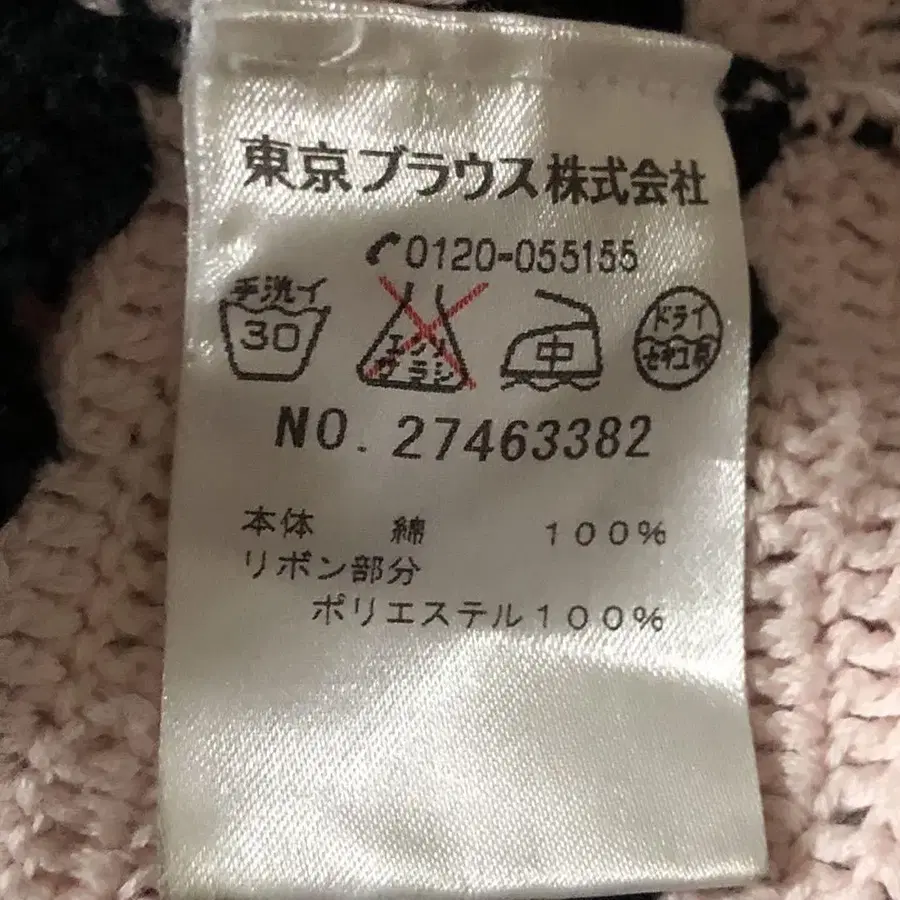 東京ブラウス株式会社
0120-055155
手洗イ
30
エンソ
サラシ
中
ドライ
セキユ系
NO. 27463382
本体 綿 100%
リボン部分
ポリエステル100%